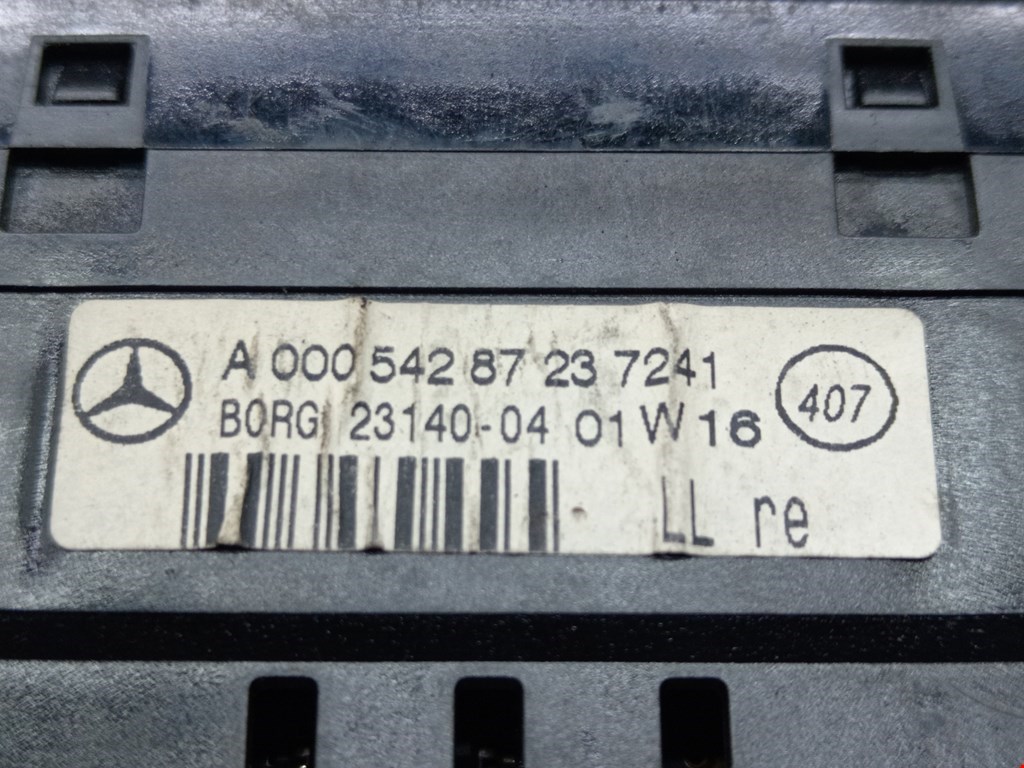 A 000 542 87 23 7241
BORG 23140-04 01W16
407
LL re